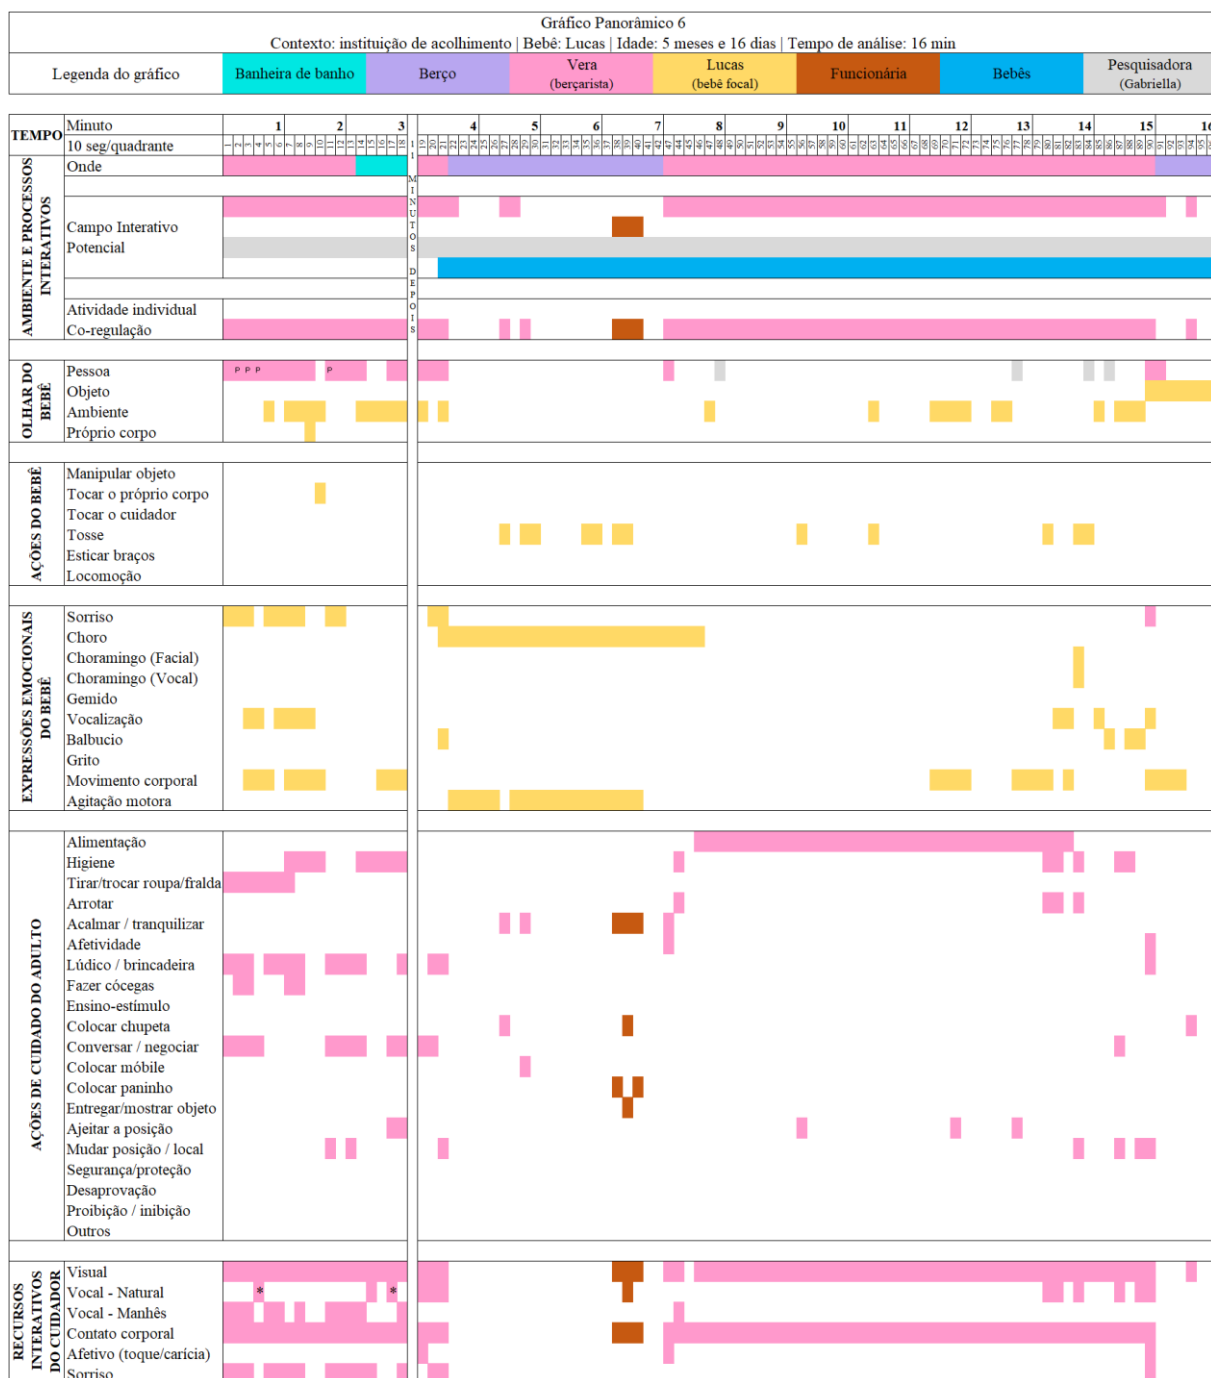 Gráfico Panorâmico 6
Contexto: instituição de acolhimento | Bebê: Lucas | Idade: 5 meses e 16 dias | Tempo de análise: 16 min
Legenda do gráfico
Banheira de banho
Berço
Vera
(berçarista)
Lucas
(bebê focal)
Funcionária
Bebês
Pesquisadora
(Gabriella)
TEMPO
Minuto 1 2 3 4 5 6 7 8 9 10 11 12 13 14 15 16
10 seg/quadrante
11 MINUTOS DEPOIS
AMBIENTE E PROCESSOS INTERATIVOS
Onde
Campo Interativo
Potencial
Atividade individual
Co-regulação
OLHAR DO BEBÊ
Pessoa P P P P
Objeto
Ambiente
Próprio corpo
AÇÕES DO BEBÊ
Manipular objeto
Tocar o próprio corpo
Tocar o cuidador
Tosse
Esticar braços
Locomoção
EXPRESSÕES EMOCIONAIS DO BEBÊ
Sorriso
Choro
Choramingo (Facial)
Choramingo (Vocal)
Gemido
Vocalização
Balbucio
Grito
Movimento corporal
Agitação motora
AÇÕES DE CUIDADO DO ADULTO
Alimentação
Higiene
Tirar/trocar roupa/fralda
Arrotar
Acalmar / tranquilizar
Afetividade
Lúdico / brincadeira
Fazer cócegas
Ensino-estímulo
Colocar chupeta
Conversar / negociar
Colocar móbile
Colocar paninho
Entregar/mostrar objeto
Ajeitar a posição
Mudar posição / local
Segurança/proteção
Desaprovação
Proibição / inibição
Outros
RECURSOS INTERATIVOS DO CUIDADOR
Visual
Vocal - Natural * *
Vocal - Manhês
Contato corporal
Afetivo (toque/carícia)
Sorriso